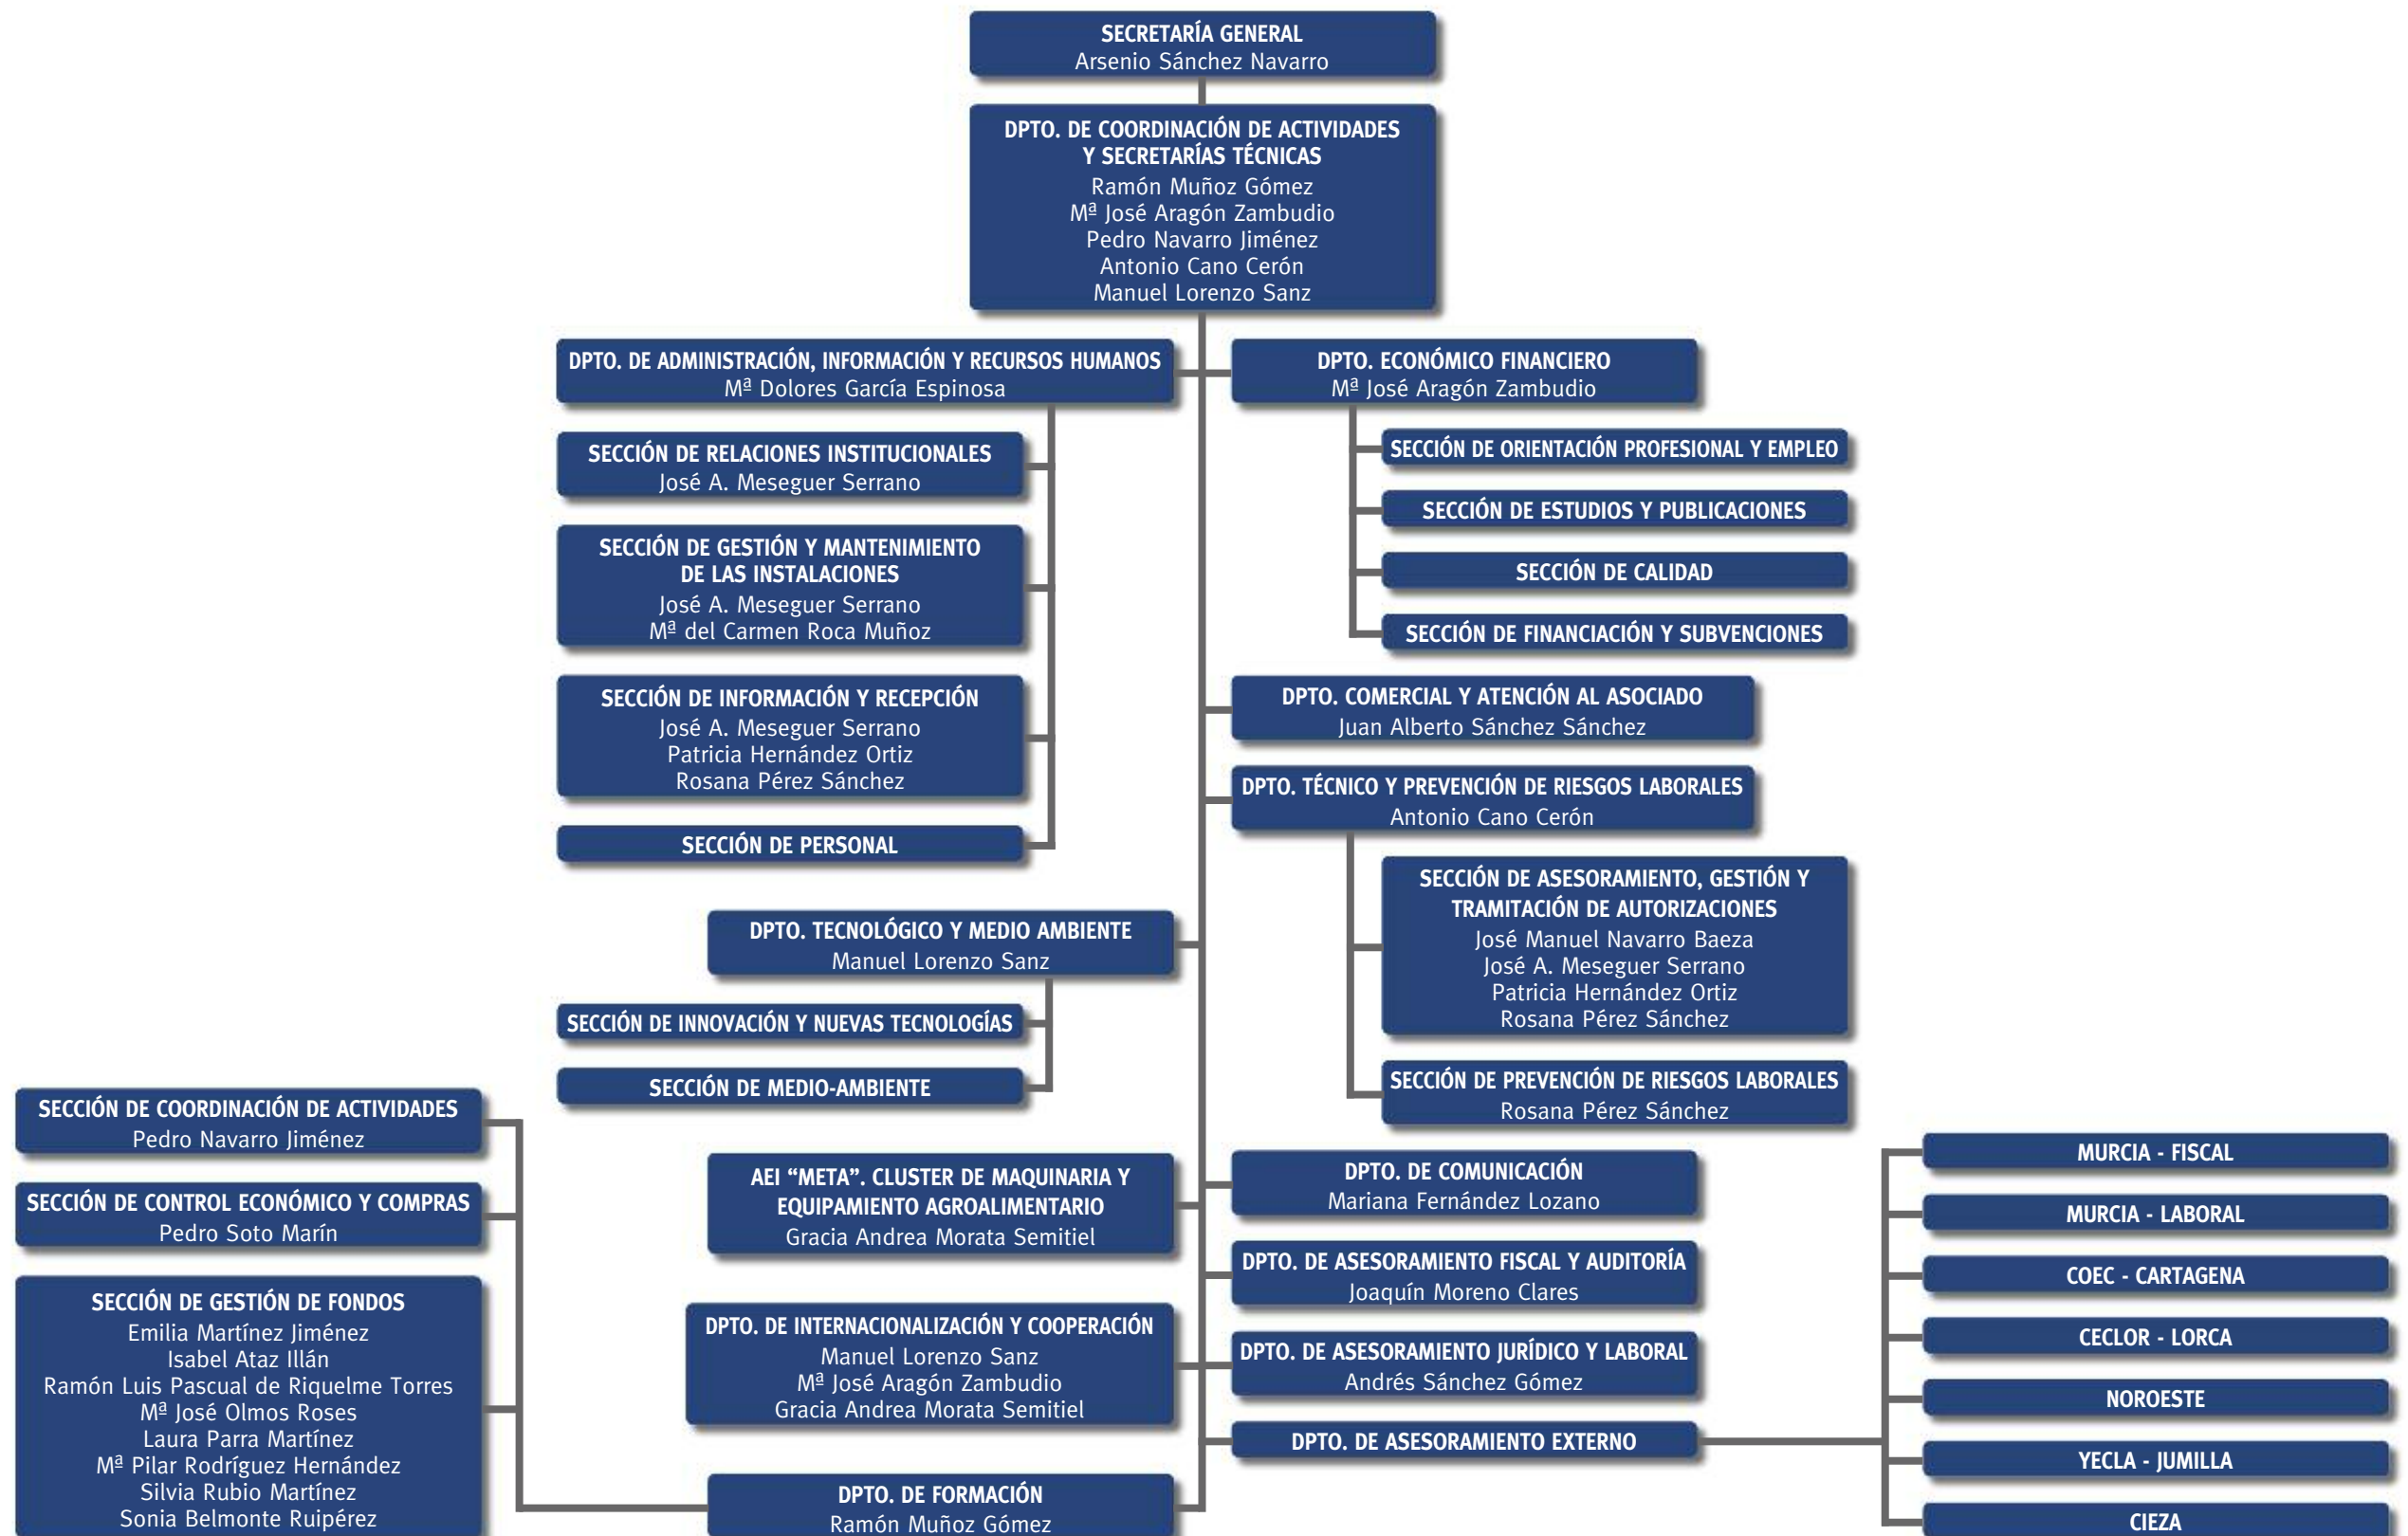 SECRETARÍA GENERAL
Arsenio Sánchez Navarro
DPTO. DE COORDINACIÓN DE ACTIVIDADES
Y SECRETARÍAS TÉCNICAS
Ramón Muñoz Gómez
Mª José Aragón Zambudio
Pedro Navarro Jiménez
Antonio Cano Cerón
Manuel Lorenzo Sanz
DPTO. DE ADMINISTRACIÓN, INFORMACIÓN Y RECURSOS HUMANOS
Mª Dolores García Espinosa
SECCIÓN DE RELACIONES INSTITUCIONALES
José A. Meseguer Serrano
SECCIÓN DE GESTIÓN Y MANTENIMIENTO
DE LAS INSTALACIONES
José A. Meseguer Serrano
Mª del Carmen Roca Muñoz
SECCIÓN DE INFORMACIÓN Y RECEPCIÓN
José A. Meseguer Serrano
Patricia Hernández Ortiz
Rosana Pérez Sánchez
SECCIÓN DE PERSONAL
DPTO. ECONÓMICO FINANCIERO
Mª José Aragón Zambudio
SECCIÓN DE ORIENTACIÓN PROFESIONAL Y EMPLEO
SECCIÓN DE ESTUDIOS Y PUBLICACIONES
SECCIÓN DE CALIDAD
SECCIÓN DE FINANCIACIÓN Y SUBVENCIONES
DPTO. COMERCIAL Y ATENCIÓN AL ASOCIADO
Juan Alberto Sánchez Sánchez
DPTO. TÉCNICO Y PREVENCIÓN DE RIESGOS LABORALES
Antonio Cano Cerón
SECCIÓN DE ASESORAMIENTO, GESTIÓN Y
TRAMITACIÓN DE AUTORIZACIONES
José Manuel Navarro Baeza
José A. Meseguer Serrano
Patricia Hernández Ortiz
Rosana Pérez Sánchez
SECCIÓN DE PREVENCIÓN DE RIESGOS LABORALES
Rosana Pérez Sánchez
DPTO. TECNOLÓGICO Y MEDIO AMBIENTE
Manuel Lorenzo Sanz
SECCIÓN DE INNOVACIÓN Y NUEVAS TECNOLOGÍAS
SECCIÓN DE MEDIO-AMBIENTE
SECCIÓN DE COORDINACIÓN DE ACTIVIDADES
Pedro Navarro Jiménez
SECCIÓN DE CONTROL ECONÓMICO Y COMPRAS
Pedro Soto Marín
SECCIÓN DE GESTIÓN DE FONDOS
Emilia Martínez Jiménez
Isabel Ataz Illán
Ramón Luis Pascual de Riquelme Torres
Mª José Olmos Roses
Laura Parra Martínez
Mª Pilar Rodríguez Hernández
Silvia Rubio Martínez
Sonia Belmonte Ruipérez
AEI “META”. CLUSTER DE MAQUINARIA Y
EQUIPAMIENTO AGROALIMENTARIO
Gracia Andrea Morata Semitiel
DPTO. DE INTERNACIONALIZACIÓN Y COOPERACIÓN
Manuel Lorenzo Sanz
Mª José Aragón Zambudio
Gracia Andrea Morata Semitiel
DPTO. DE FORMACIÓN
Ramón Muñoz Gómez
DPTO. DE COMUNICACIÓN
Mariana Fernández Lozano
DPTO. DE ASESORAMIENTO FISCAL Y AUDITORÍA
Joaquín Moreno Clares
DPTO. DE ASESORAMIENTO JURÍDICO Y LABORAL
Andrés Sánchez Gómez
DPTO. DE ASESORAMIENTO EXTERNO
MURCIA - FISCAL
MURCIA - LABORAL
COEC - CARTAGENA
CECLOR - LORCA
NOROESTE
YECLA - JUMILLA
CIEZA